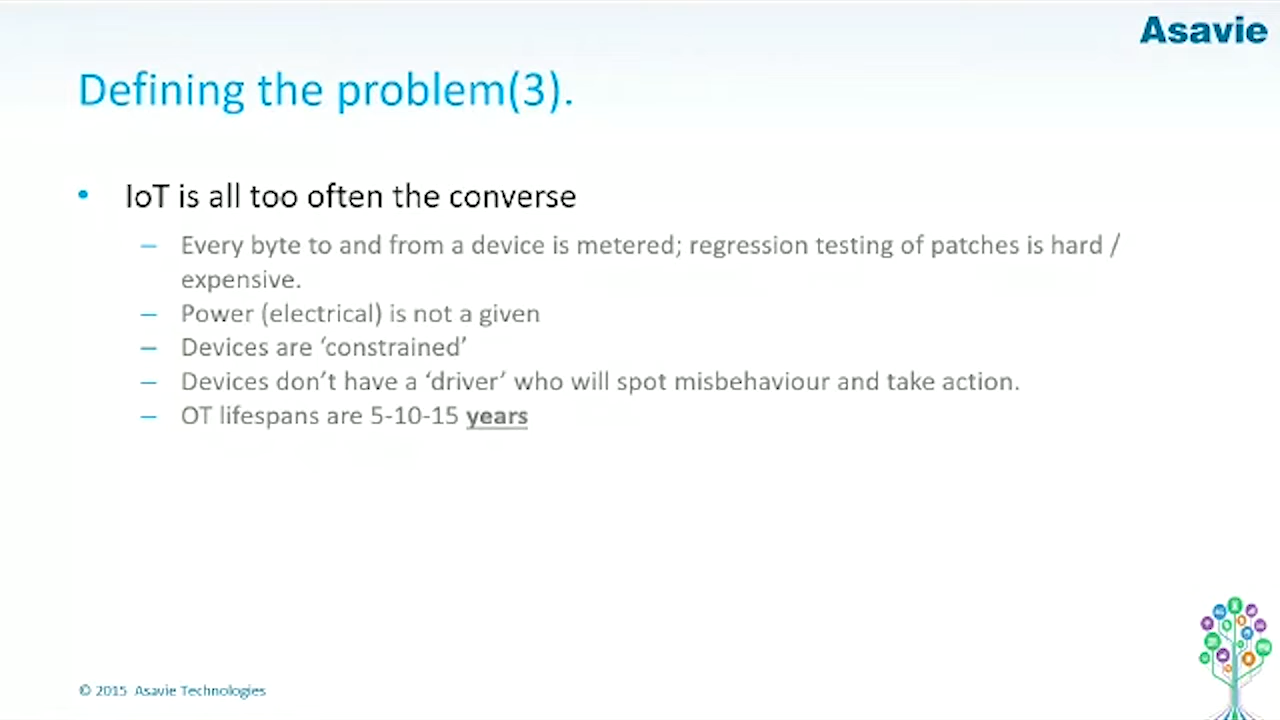 Asavie
Defining the problem(3).
• IoT is all too often the converse
– Every byte to and from a device is metered; regression testing of patches is hard /
expensive.
– Power (electrical) is not a given
– Devices are ‘constrained’
– Devices don’t have a ‘driver’ who will spot misbehaviour and take action.
– OT lifespans are 5-10-15 years
© 2015 Asavie Technologies